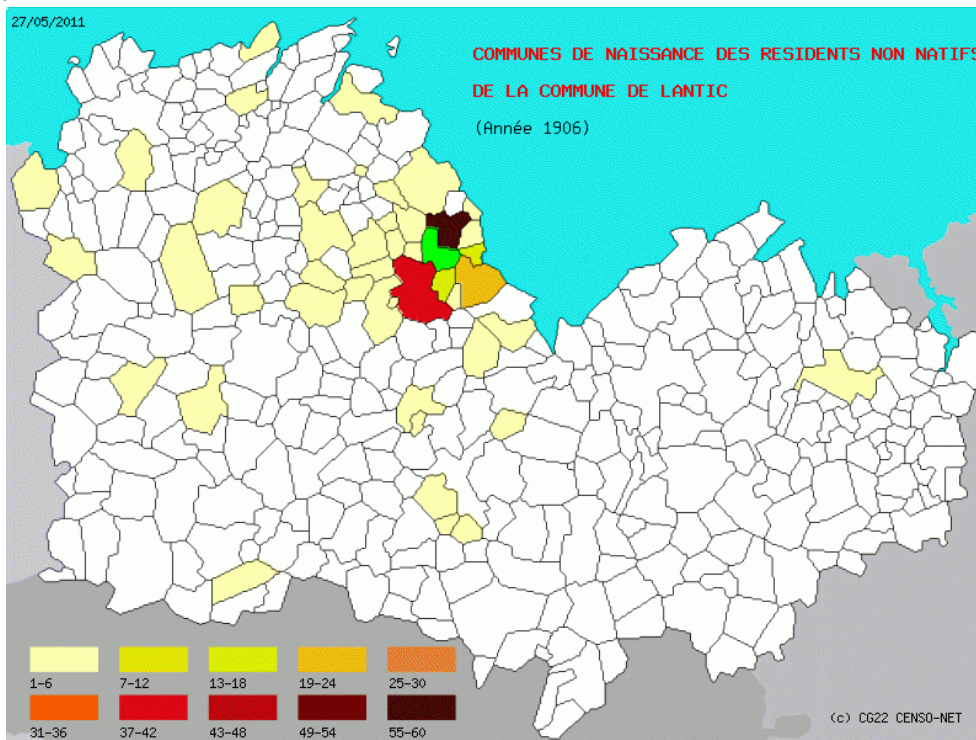 27/05/2011
COMMUNES DE NAISSANCE DES RESIDENTS NON NATIFS
DE LA COMMUNE DE LANTIC
(Année 1906)
1-6 7-12 13-18 19-24 25-30
31-36 37-42 43-48 49-54 55-60
(c) CG22 CENSO-NET